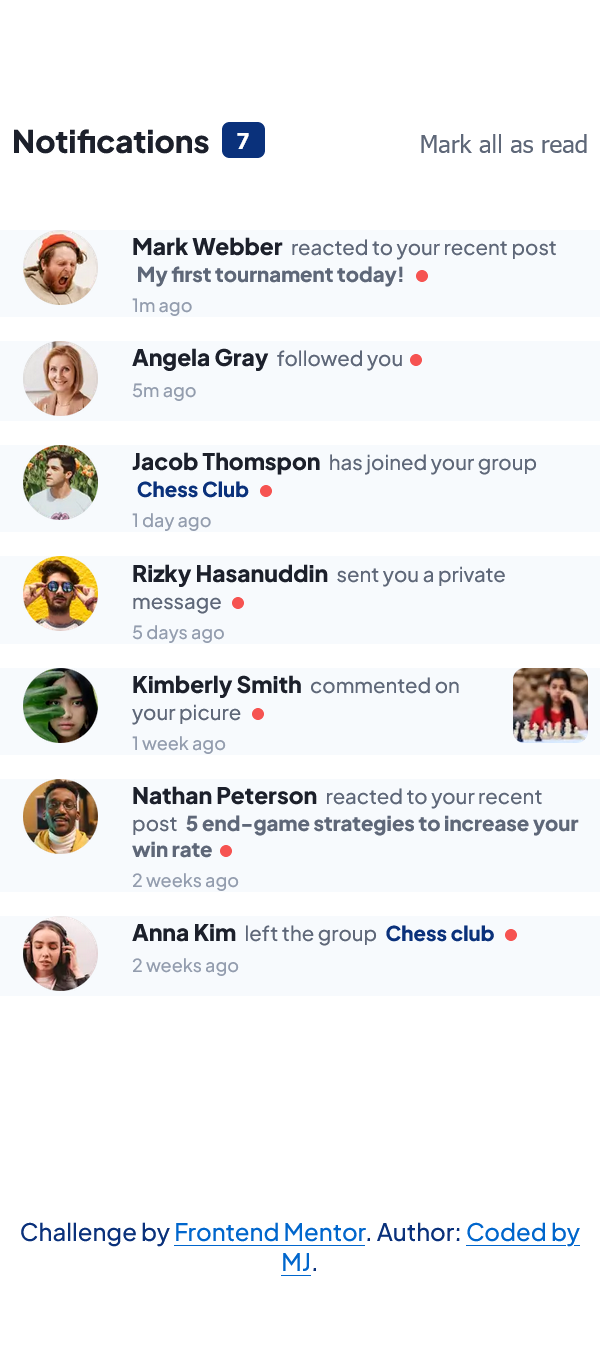 Notifications 7 Mark all as read
Mark Webber reacted to your recent post
My first tournament today!
1m ago
Angela Gray followed you
5m ago
Jacob Thomspon has joined your group
Chess Club
1 day ago
Rizky Hasanuddin sent you a private
message
5 days ago
Kimberly Smith commented on
your picure
1 week ago
Nathan Peterson reacted to your recent
post 5 end-game strategies to increase your
win rate
2 weeks ago
Anna Kim left the group Chess club
2 weeks ago
Challenge by Frontend Mentor. Author: Coded by
MJ.